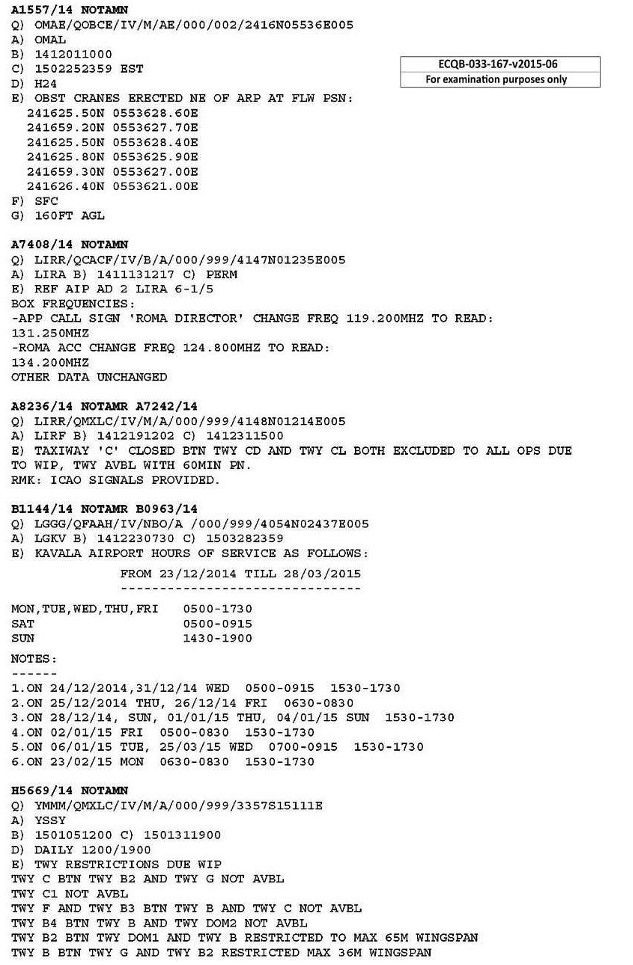 A1557/14 NOTAMN
Q) OMAE/QOBCE/IV/M/AE/000/002/2416N05536E005
A) OMAL
B) 1412011000
C) 1502252359 EST
D) H24
E) OBST CRANES ERECTED NE OF ARP AT FLW PSN:
241625.50N 0553628.60E
241659.20N 0553627.70E
241625.50N 0553628.40E
241625.80N 0553625.90E
241659.30N 0553627.00E
241626.40N 0553621.00E
F) SFC
G) 160FT AGL
ECQB-033-167-v2015-06
For examination purposes only
A7408/14 NOTAMN
Q) LIRR/QCACF/IV/B/A/000/999/4147N01235E005
A) LIRA B) 1411131217 C) PERM
E) REF AIP AD 2 LIRA 6-1/5
BOX FREQUENCIES:
-APP CALL SIGN 'ROMA DIRECTOR' CHANGE FREQ 119.200MHZ TO READ:
131.250MHZ
-ROMA ACC CHANGE FREQ 124.800MHZ TO READ:
134.200MHZ
OTHER DATA UNCHANGED
A8236/14 NOTAMR A7242/14
Q) LIRR/QMXLC/IV/M/A/000/999/4148N01214E005
A) LIRF B) 1412191202 C) 1412311500
E) TAXIWAY 'C' CLOSED BTN TWY CD AND TWY CL BOTH EXCLUDED TO ALL OPS DUE
TO WIP, TWY AVBL WITH 60MIN PN.
RMK: ICAO SIGNALS PROVIDED.
B1144/14 NOTAMR B0963/14
Q) LGGG/QFAAH/IV/NBO/A /000/999/4054N02437E005
A) LGKV B) 1412230730 C) 1503282359
E) KAVALA AIRPORT HOURS OF SERVICE AS FOLLOWS:
FROM 23/12/2014 TILL 28/03/2015
-------------------------------
MON,TUE,WED,THU,FRI 0500-1730
SAT 0500-0915
SUN 1430-1900
NOTES:
------
1.ON 24/12/2014,31/12/14 WED 0500-0915 1530-1730
2.ON 25/12/2014 THU, 26/12/14 FRI 0630-0830
3.ON 28/12/14, SUN, 01/01/15 THU, 04/01/15 SUN 1530-1730
4.ON 02/01/15 FRI 0500-0830 1530-1730
5.ON 06/01/15 TUE, 25/03/15 WED 0700-0915 1530-1730
6.ON 23/02/15 MON 0630-0830 1530-1730
H5669/14 NOTAMN
Q) YMMM/QMXLC/IV/M/A/000/999/3357S15111E
A) YSSY
B) 1501051200 C) 1501311900
D) DAILY 1200/1900
E) TWY RESTRICTIONS DUE WIP
TWY C BTN TWY B2 AND TWY G NOT AVBL
TWY C1 NOT AVBL
TWY F AND TWY B3 BTN TWY B AND TWY C NOT AVBL
TWY B4 BTN TWY B AND TWY DOM2 NOT AVBL
TWY B2 BTN TWY DOM1 AND TWY B RESTRICTED TO MAX 65M WINGSPAN
TWY B BTN TWY G AND TWY B2 RESTRICTED MAX 36M WINGSPAN